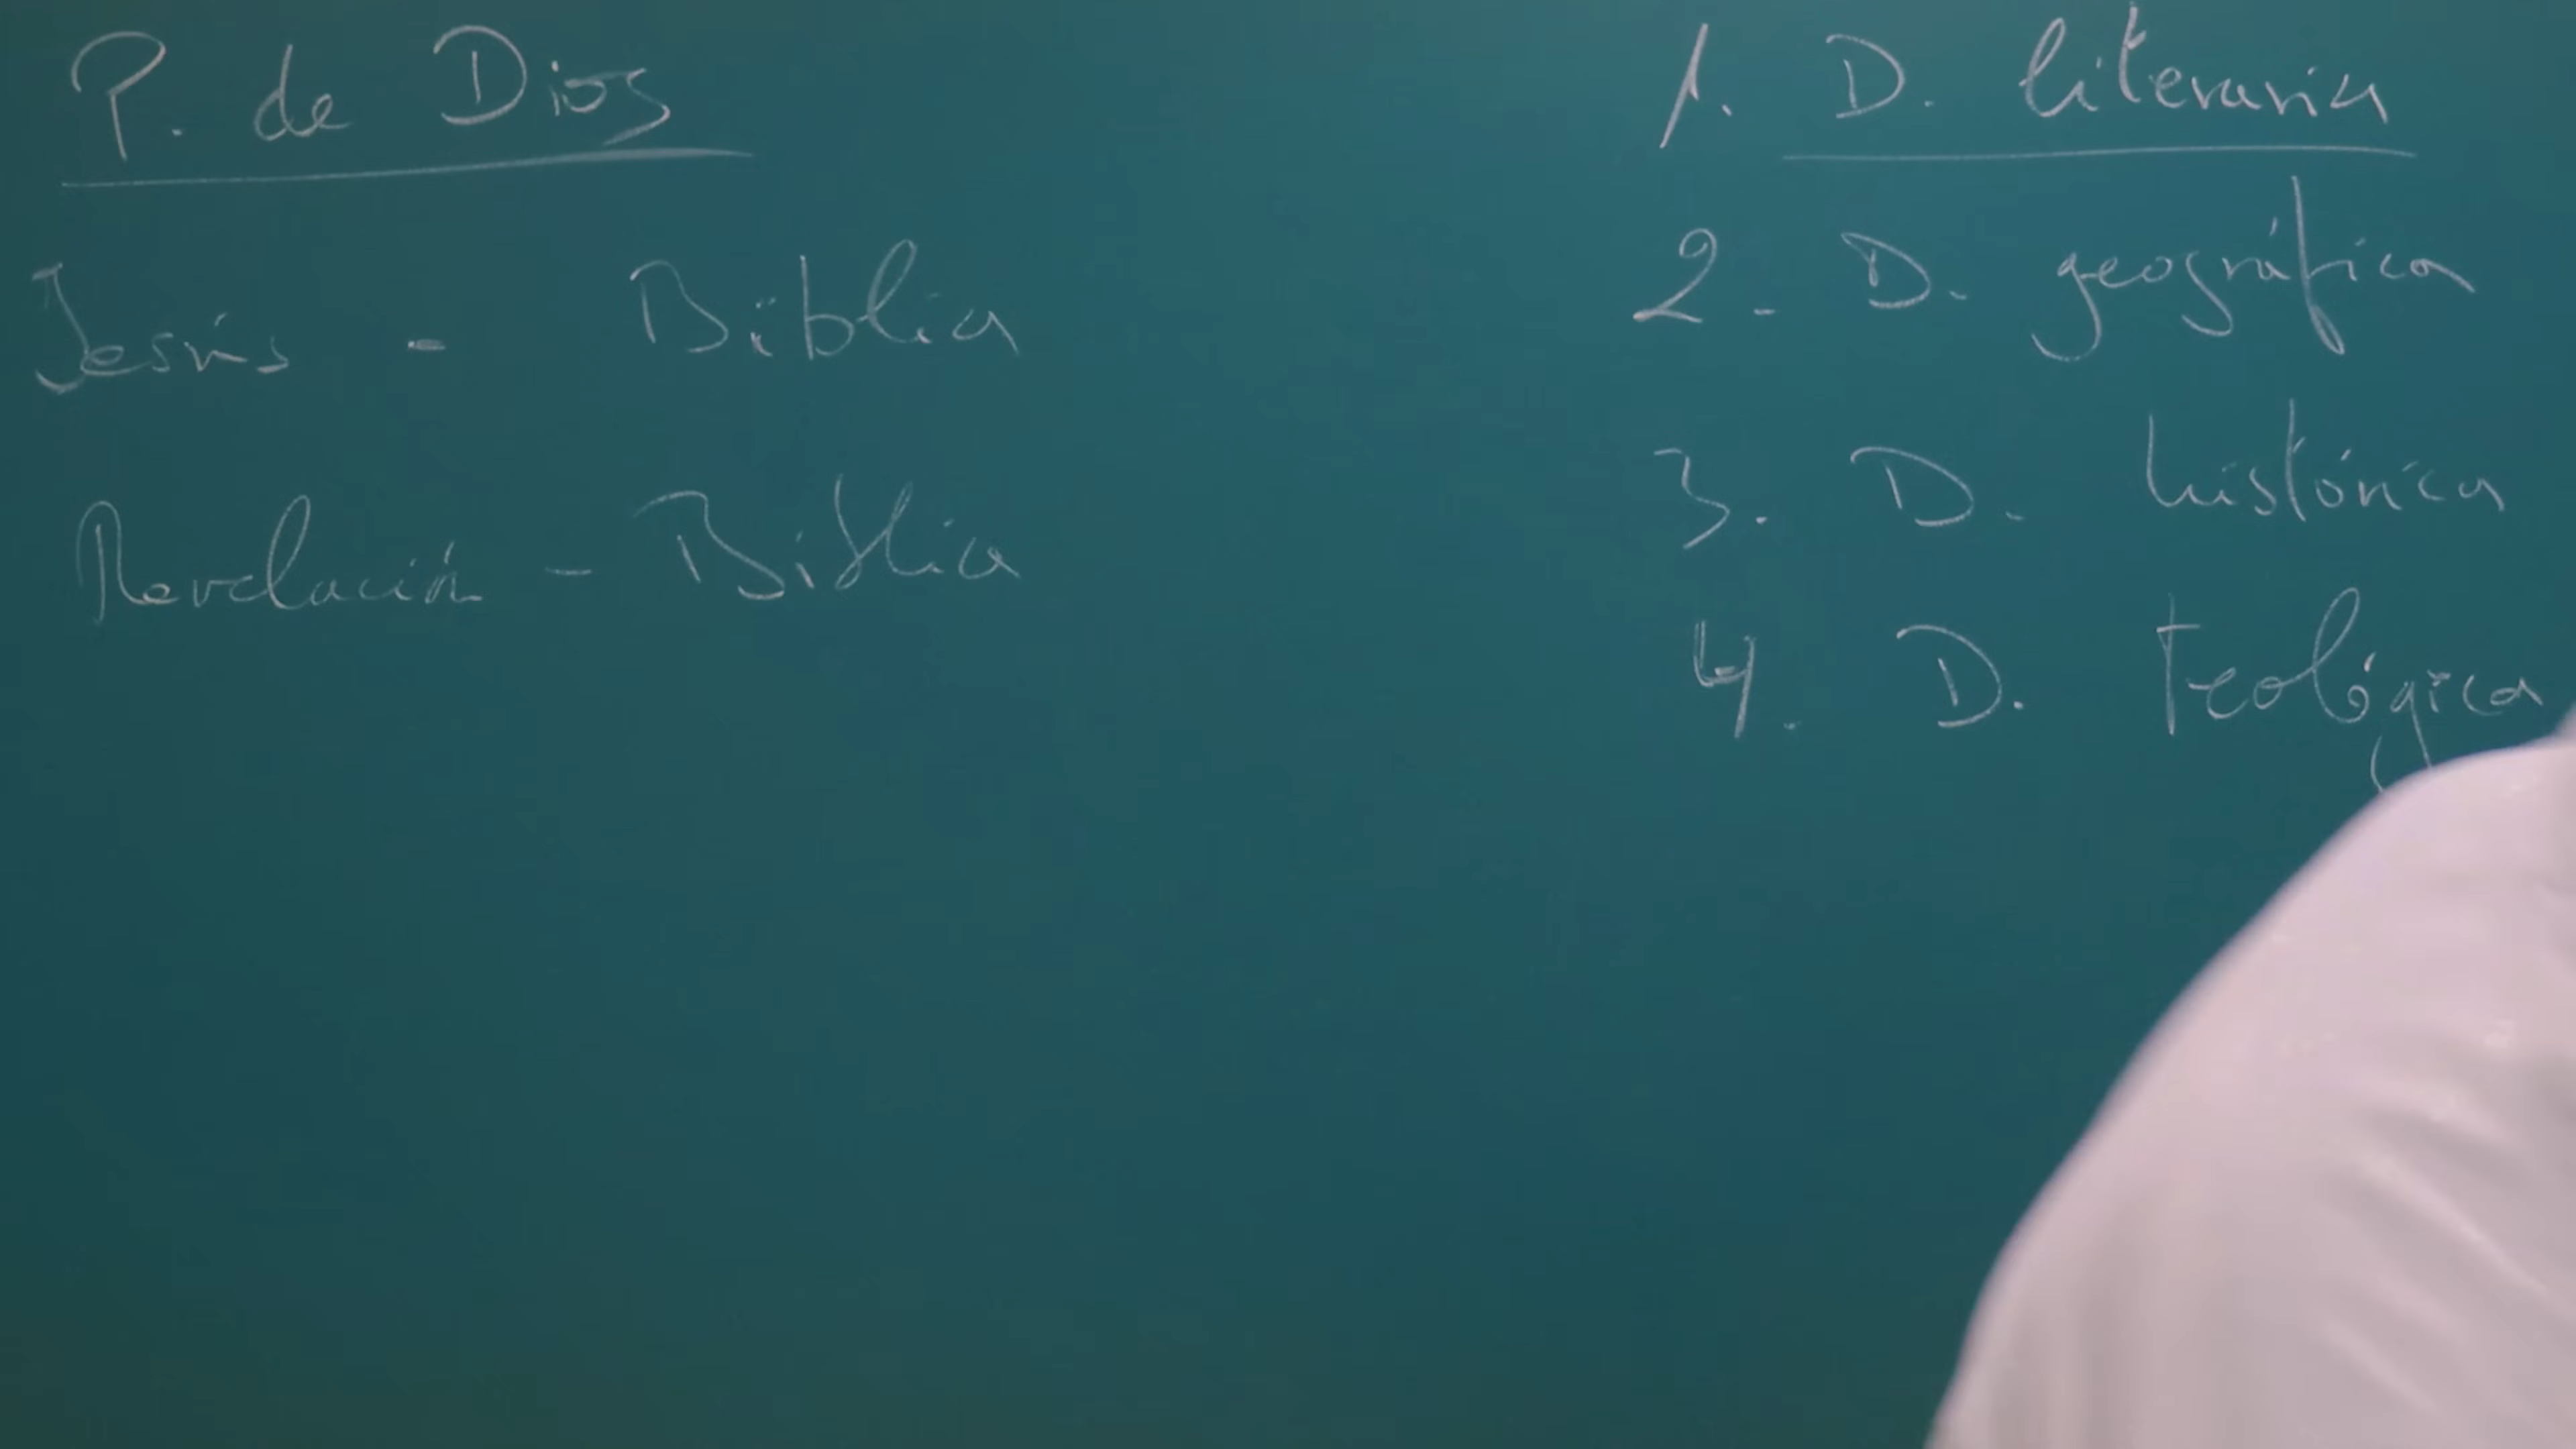 P. de Dios
Jesús - Biblia
Revelación - Biblia
1. D. literaria
2. D. geográfica
3. D. histórica
4. D. teológica